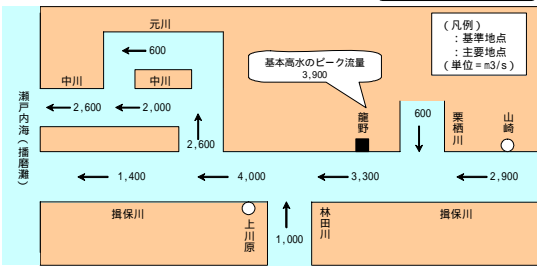 元川
(凡例)
:基準地点
:主要地点
(単位=m3/s)
600
基本高水のピーク流量
3,900
中川
中川
2,600
2,000
瀬戸内海(播磨灘)
龍野
600
栗栖川
山崎
2,600
1,400
4,000
3,300
2,900
揖保川
上川原
1,000
林田川
揖保川